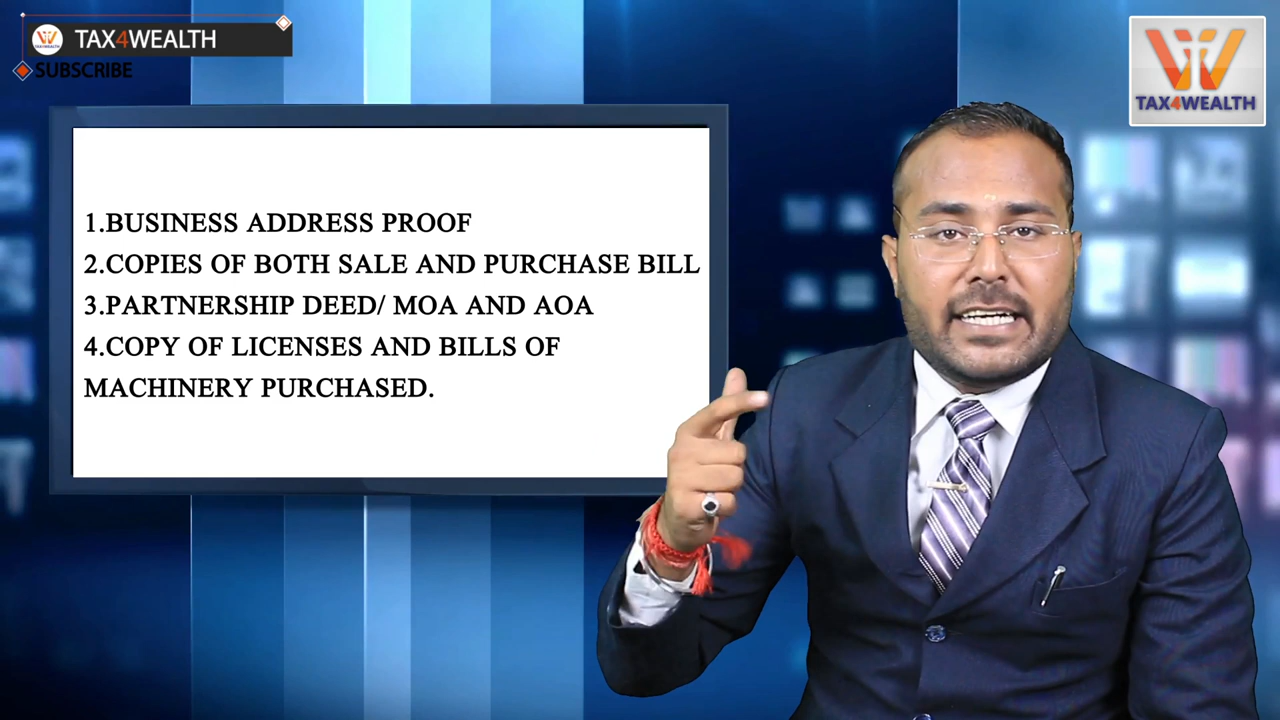 TAX4WEALTH
SUBSCRIBE
TAX4WEALTH
1.BUSINESS ADDRESS PROOF
2.COPIES OF BOTH SALE AND PURCHASE BILL
3.PARTNERSHIP DEED/ MOA AND AOA
4.COPY OF LICENSES AND BILLS OF
MACHINERY PURCHASED.